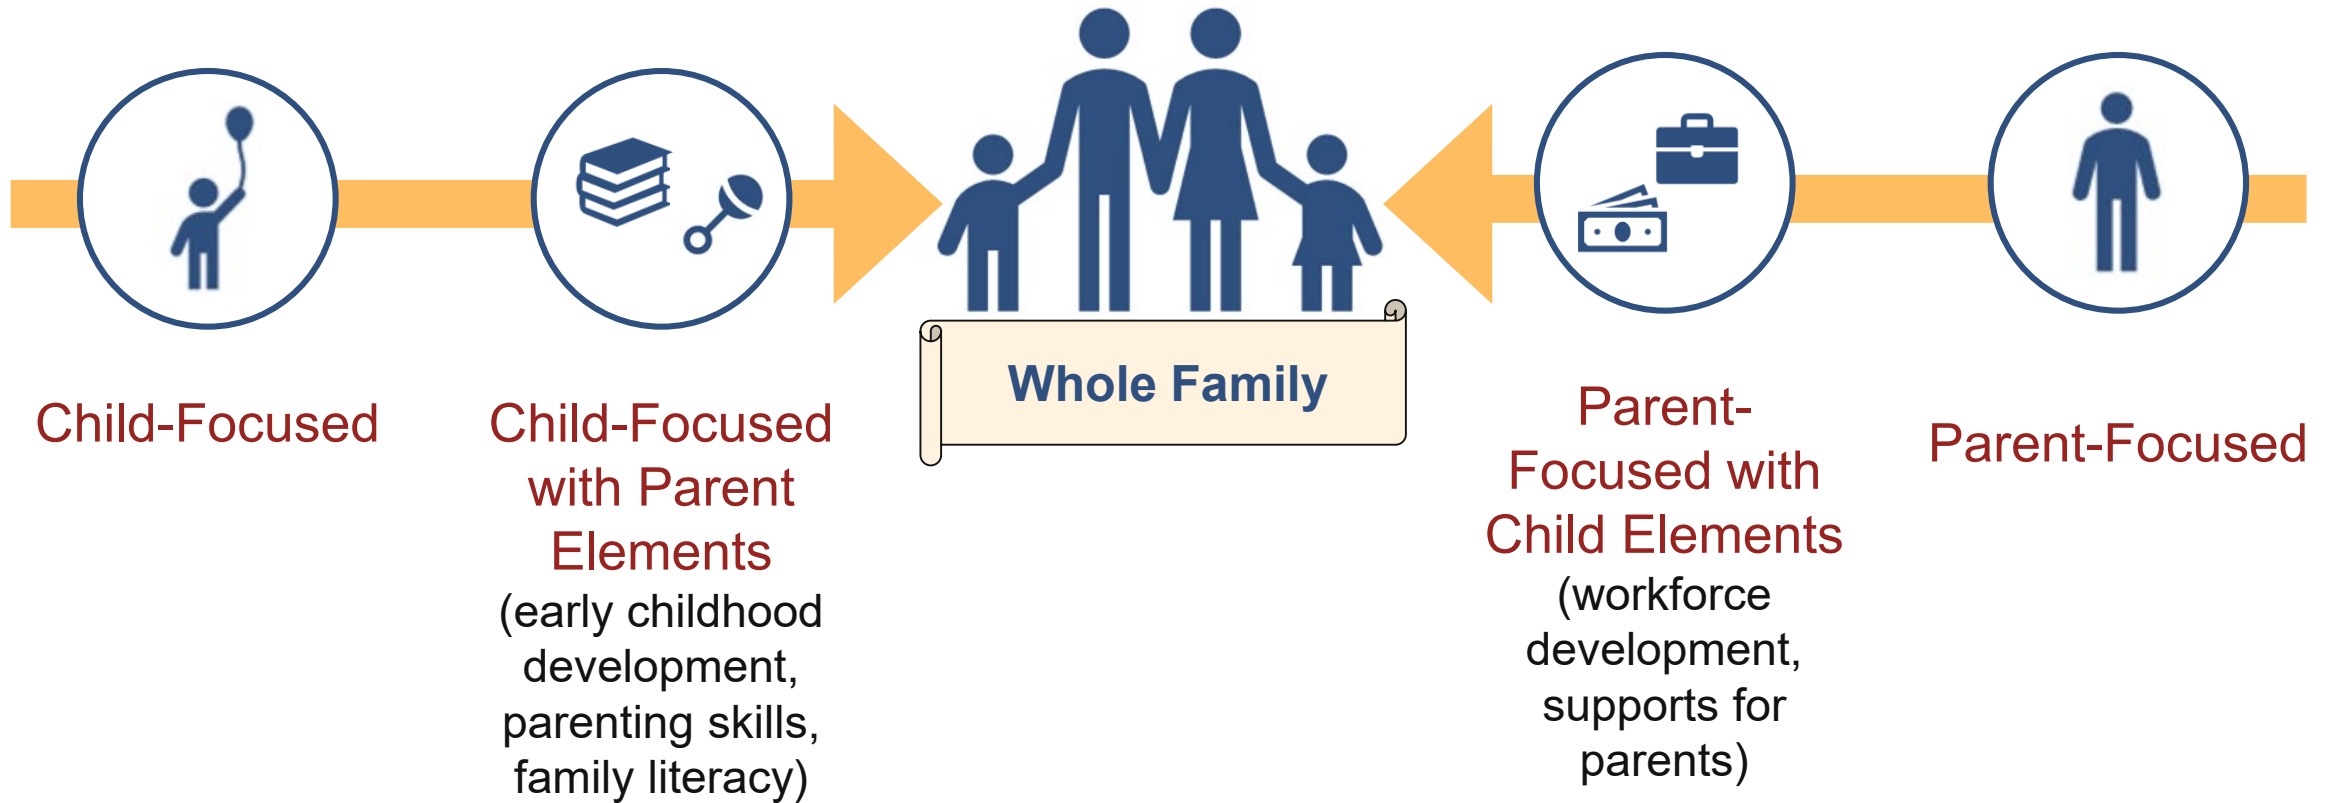 Child-Focused
Child-Focused
with Parent
Elements
(early childhood
development,
parenting skills,
family literacy)
Whole Family
Parent-
Focused with
Child Elements
(workforce
development,
supports for
parents)
Parent-Focused